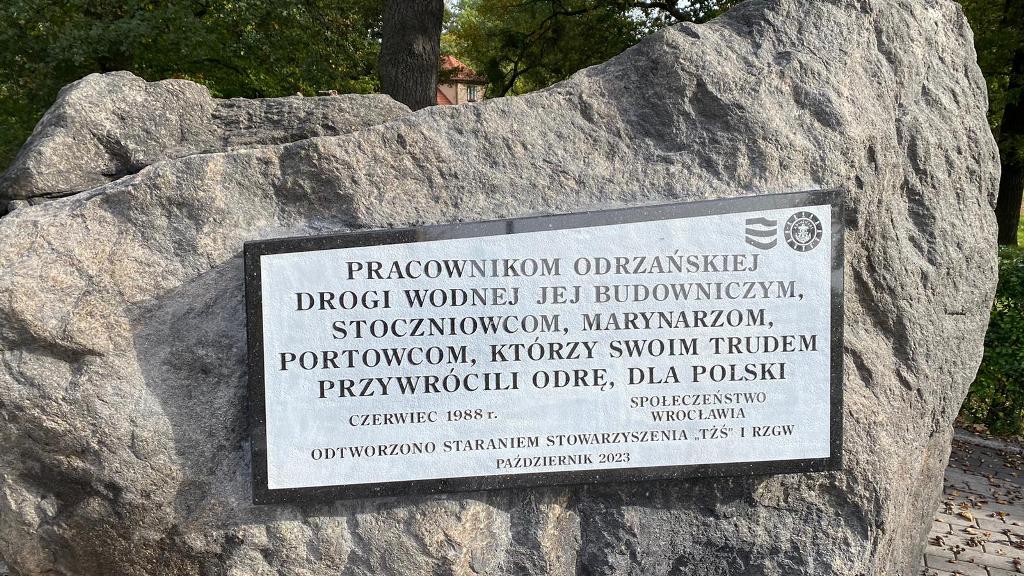 PRACOWNIKOM ODRZAŃSKIEJ
DROGI WODNEJ JEJ BUDOWNICZYM,
STOCZNIOWCOM, MARYNARZOM,
PORTOWCOM, KTÓRZY SWOIM TRUDEM
PRZYWRÓCILI ODRĘ, DLA POLSKI
CZERWIEC 1988 r.
SPOŁECZEŃSTWO
WROCŁAWIA
ODTWORZONO STARANIEM STOWARZYSZENIA „TŻŚ" I RZGW
PAŹDZIERNIK 2023